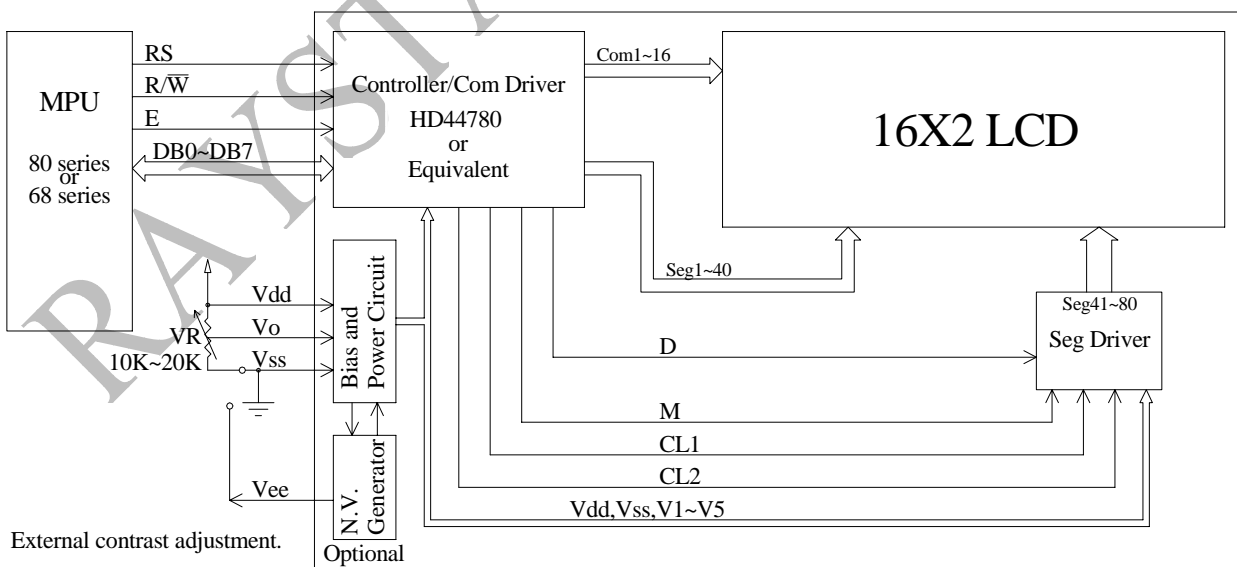 MPU
80 series
or
68 series
RS
R/W̅
E
DB0~DB7
Controller/Com Driver
HD44780
or
Equivalent
Com1~16
16X2 LCD
Seg1~40
Seg41~80
Seg Driver
Vdd
Vo
VR
10K~20K
Vss
Bias and
Power Circuit
D
M
CL1
CL2
Vdd,Vss,V1~V5
N.V.
Generator
Vee
Optional
External contrast adjustment.
RAYSTA